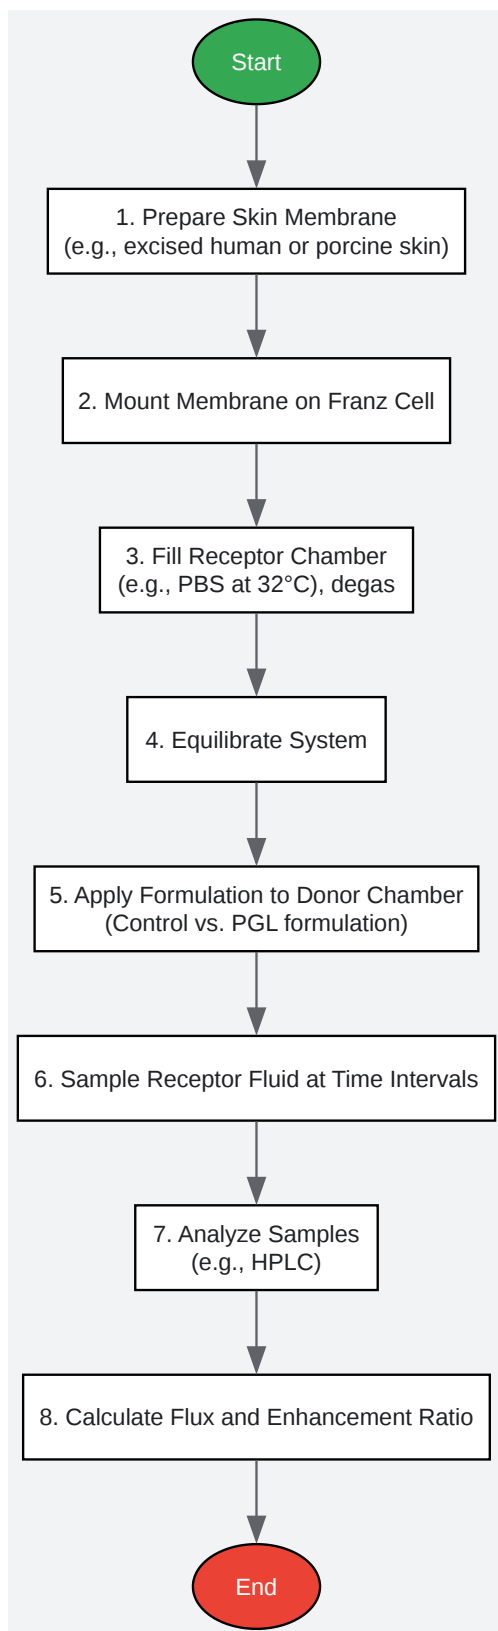 Start
1. Prepare Skin Membrane
(e.g., excised human or porcine skin)
2. Mount Membrane on Franz Cell
3. Fill Receptor Chamber
(e.g., PBS at 32°C), degas
4. Equilibrate System
5. Apply Formulation to Donor Chamber
(Control vs. PGL formulation)
6. Sample Receptor Fluid at Time Intervals
7. Analyze Samples
(e.g., HPLC)
8. Calculate Flux and Enhancement Ratio
End